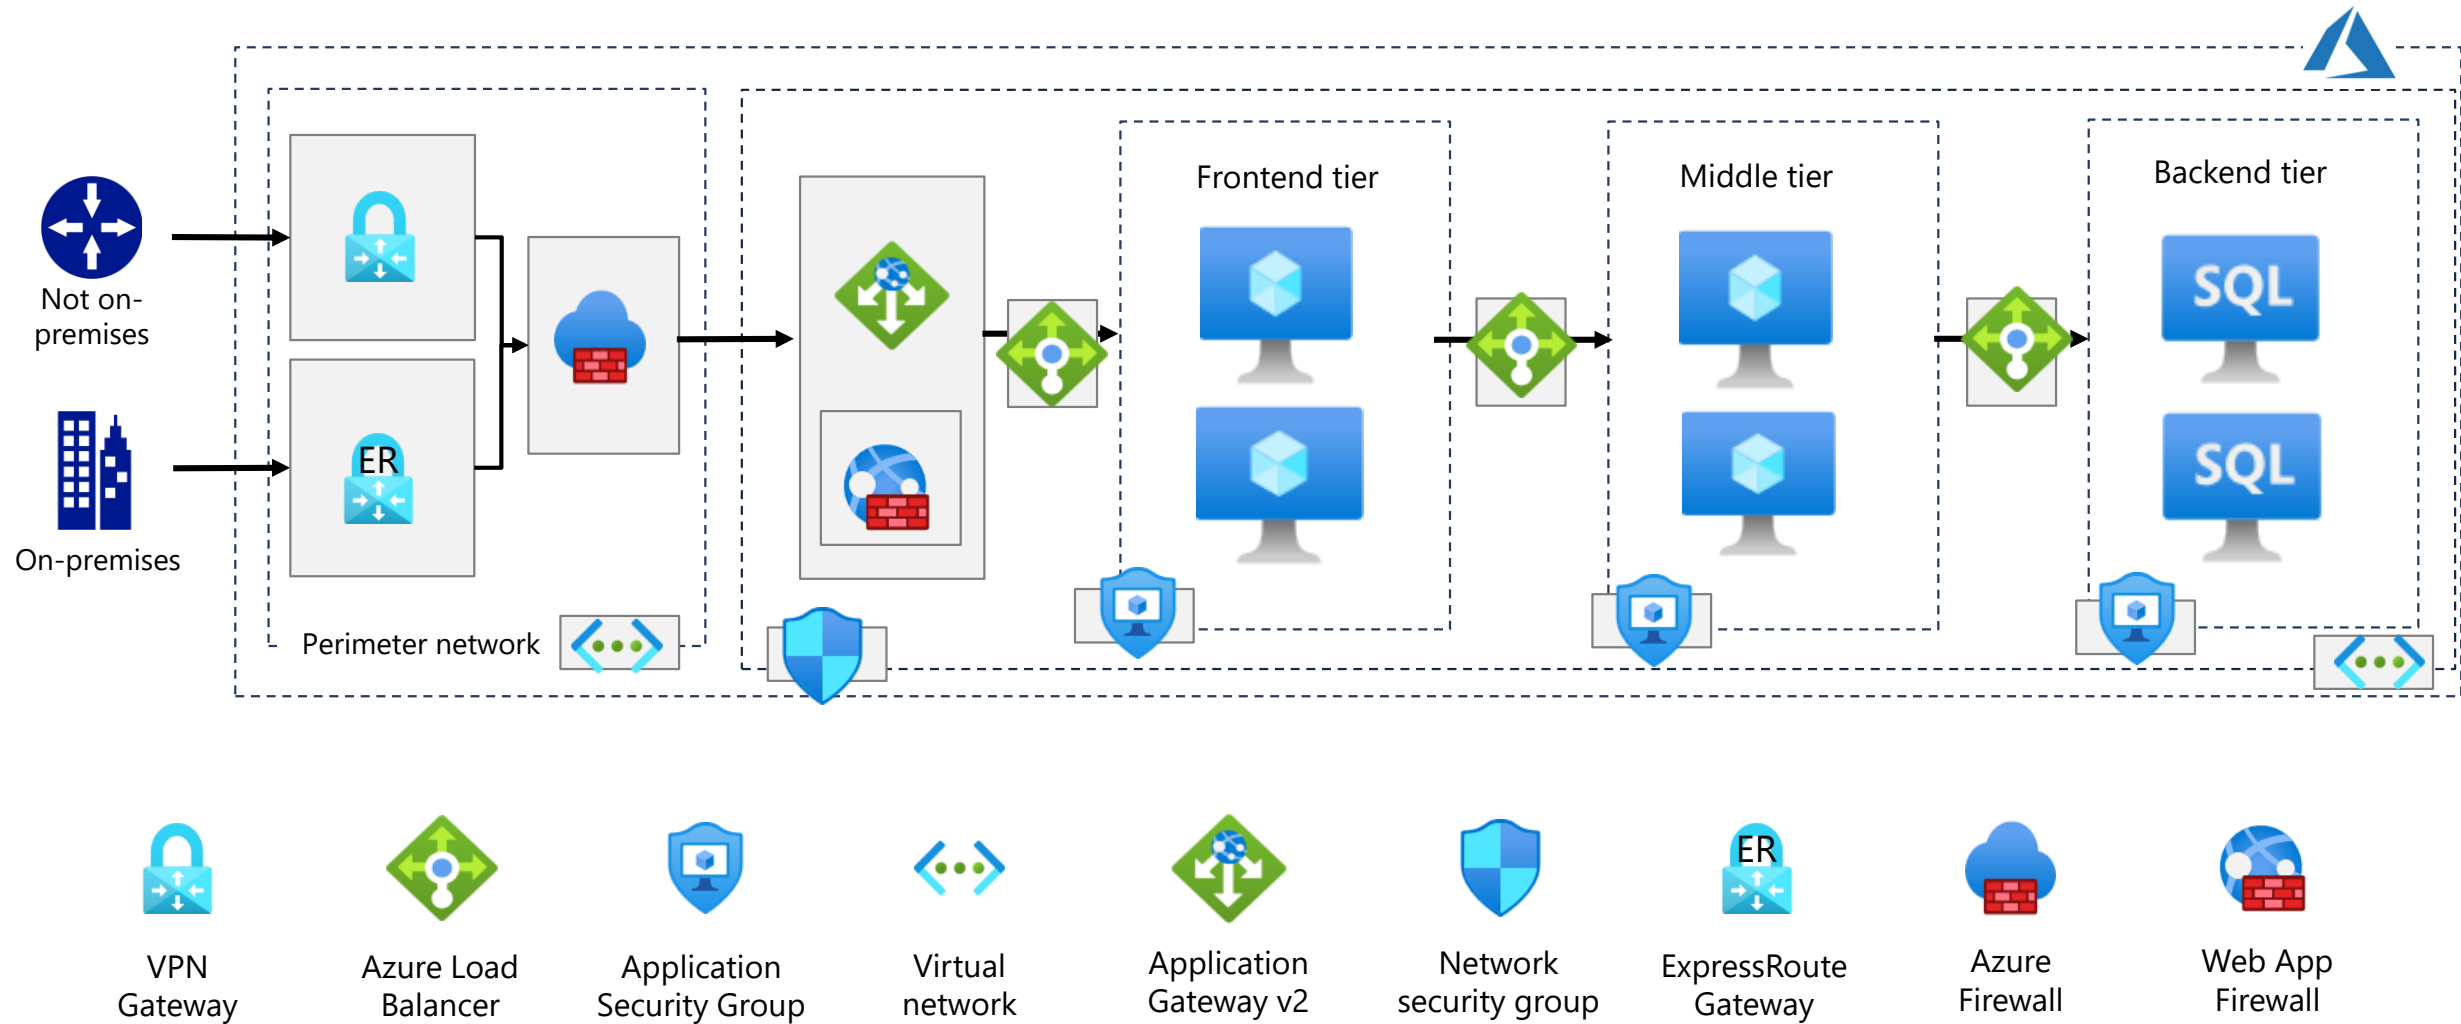 Not on-
premises
On-premises
ER
Perimeter network
Frontend tier
Middle tier
Backend tier
SQL
SQL
ER
VPN
Gateway
Azure Load
Balancer
Application
Security Group
Virtual
network
Application
Gateway v2
Network
security group
ExpressRoute
Gateway
Azure
Firewall
Web App
Firewall